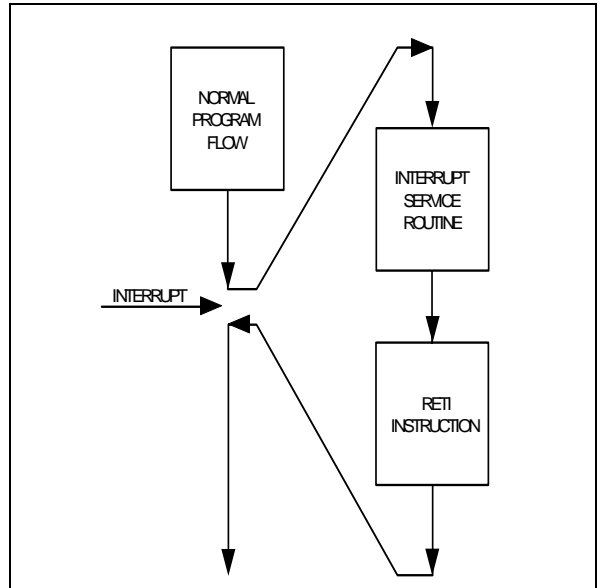 NORMAL
PROGRAM
FLOW
INTERRUPT
SERVICE
ROUTINE
INTERRUPT
RETI
INSTRUCTION